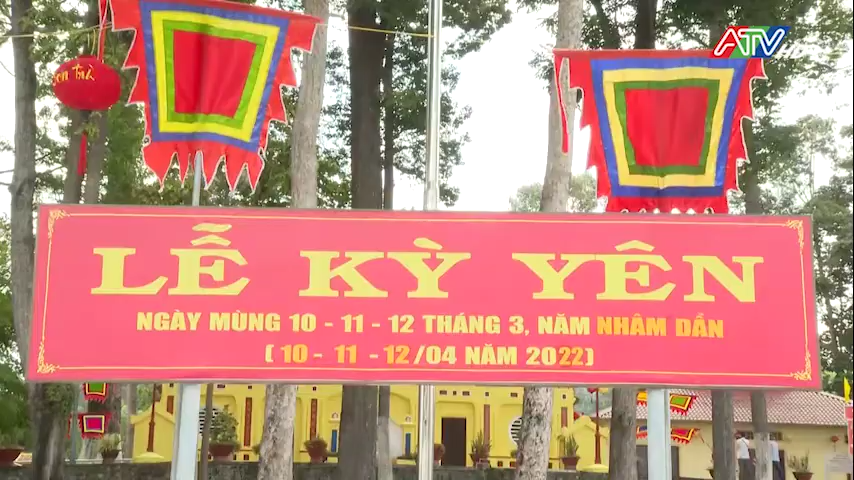 ATV HD
LỄ KỲ YÊN
NGÀY MÙNG 10 - 11 - 12 THÁNG 3, NĂM NHÂM DẦN
( 10 - 11 - 12/04 NĂM 2022)